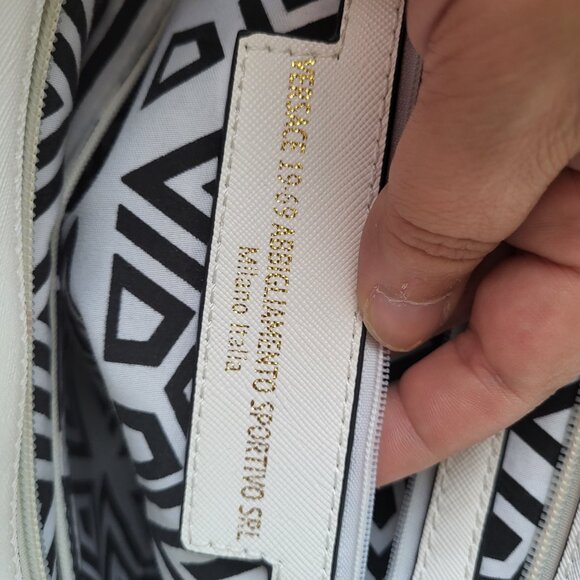 VERSACE 19.69 ABBIGLIAMENTO SPORTIVO SRL
Milano Italia